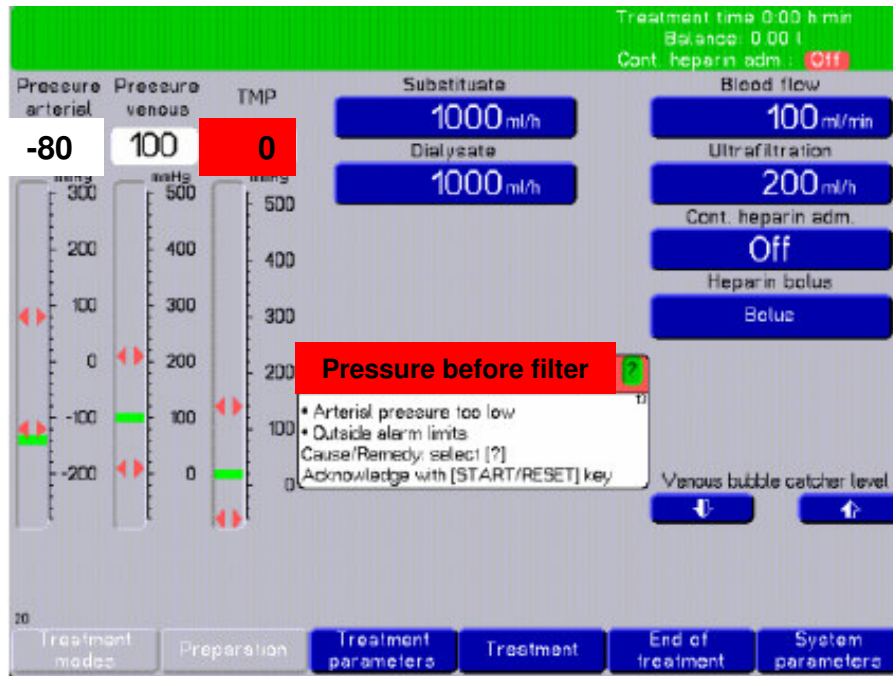 Treatment time 0:00 h:min
Balance: 0.00 l
Cont. heparin adm.: Off
Pressure arterial
Pressure venous
TMP
-80
100
0
mmHg
mmHg
mmHg
300
200
100
0
-100
-200
500
400
300
200
100
0
500
400
300
200
100
0
Substituate
1000 ml/h
Dialysate
1000 ml/h
Blood flow
100 ml/min
Ultrafiltration
200 ml/h
Cont. heparin adm.
Off
Heparin bolus
Bolus
Pressure before filter
?
• Arterial pressure too low
• Outside alarm limits
Cause/Remedy: select [?]
Acknowledge with [START/RESET] key
Venous bubble catcher level
20
Treatment modes
Preparation
Treatment parameters
Treatment
End of treatment
System parameters